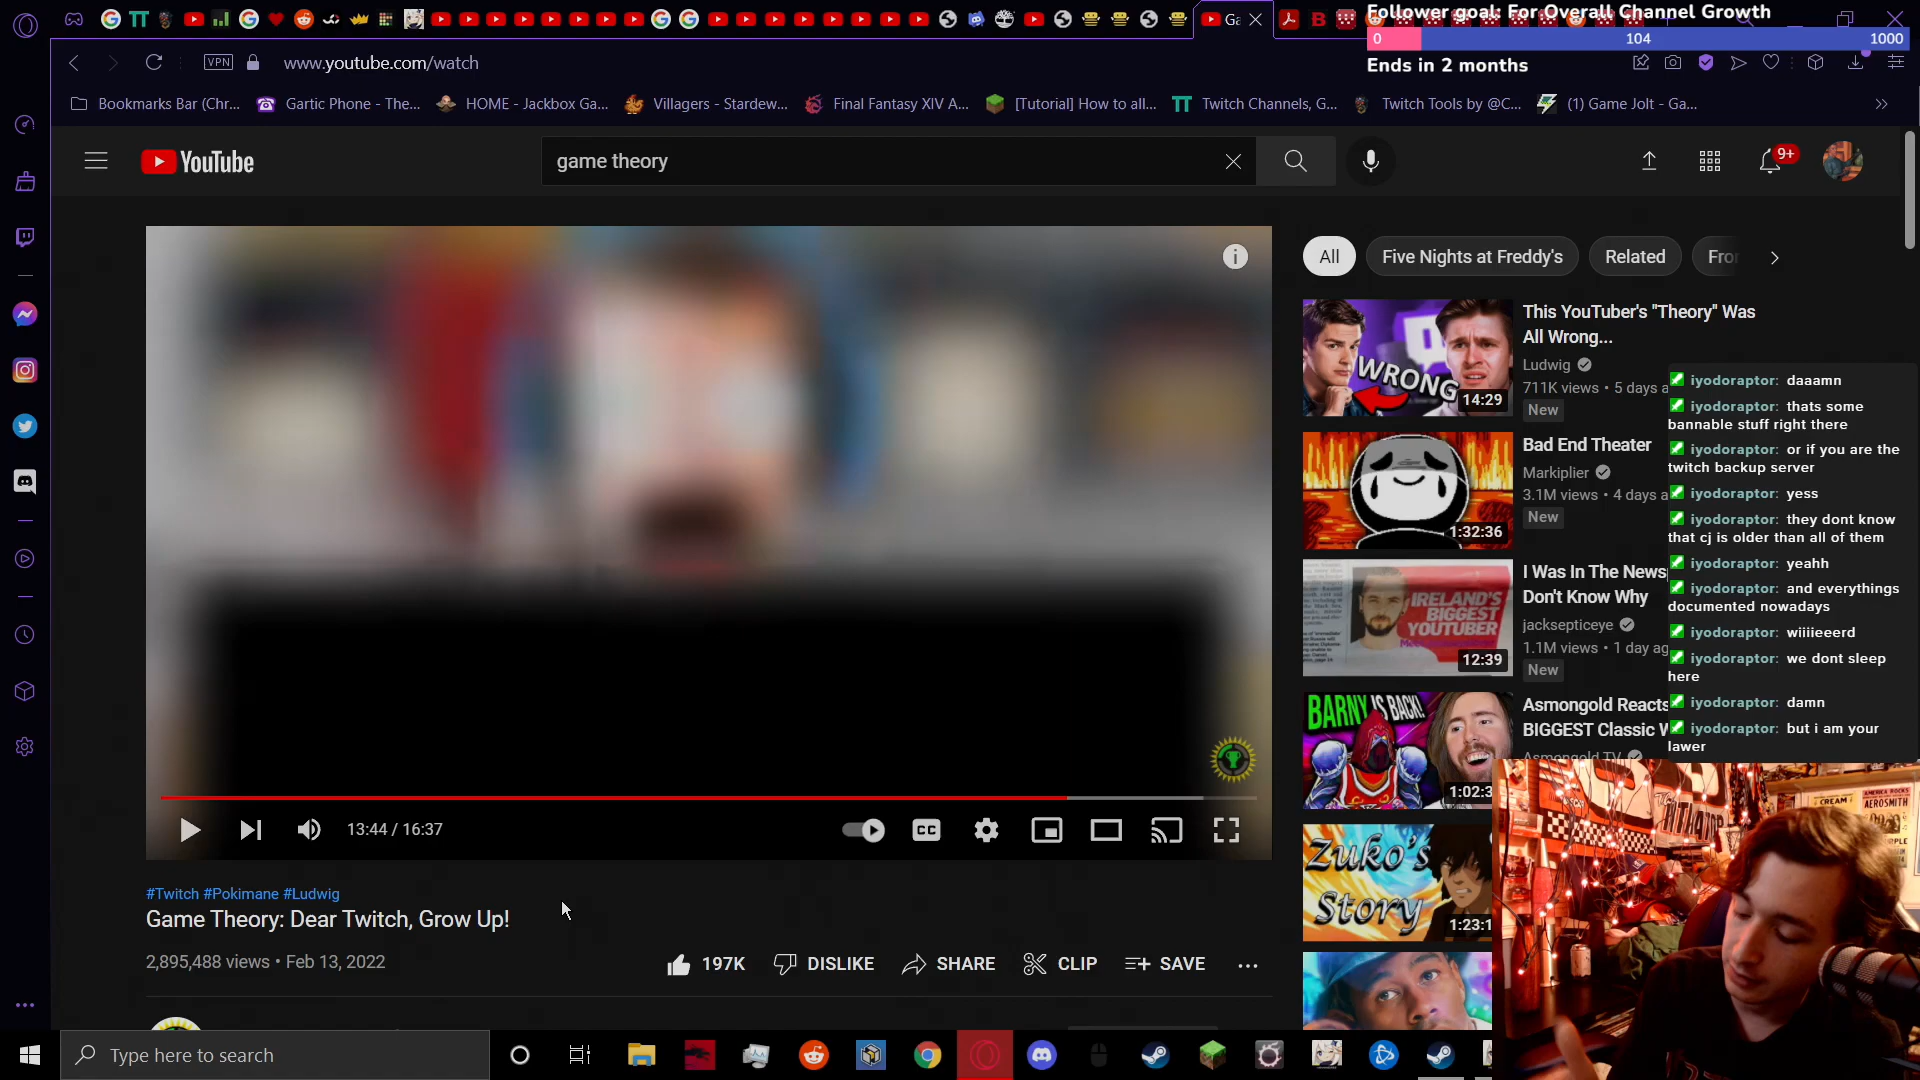 Follower goal: For Overall Channel Growth
0 104 1000
Ends in 2 months
VPN
www.youtube.com/watch
Bookmarks Bar (Chr...
Gartic Phone - The...
HOME - Jackbox Ga...
Villagers - Stardew...
Final Fantasy XIV A...
[Tutorial] How to all...
Twitch Channels, G...
Twitch Tools by @C...
(1) Game Jolt - Ga...
YouTube
game theory
9+
All
Five Nights at Freddy's
Related
Fro
This YouTuber's "Theory" Was
All Wrong...
Ludwig
711K views • 5 days a
New
WRONG
14:29
Bad End Theater
Markiplier
3.1M views • 4 days a
New
1:32:36
I Was In The News
Don't Know Why
jacksepticeye
1.1M views • 1 day ag
New
IRELAND'S
BIGGEST
YOUTUBER
12:39
Asmongold Reacts
BIGGEST Classic W
Asmongold TV
BARNY IS BACK!
1:02:3
Zuko's
Story
1:23:1
iyodoraptor: daaamn
iyodoraptor: thats some
bannable stuff right there
iyodoraptor: or if you are the
twitch backup server
iyodoraptor: yess
iyodoraptor: they dont know
that cj is older than all of them
iyodoraptor: yeahh
iyodoraptor: and everythings
documented nowadays
iyodoraptor: wiiiieeerd
iyodoraptor: we dont sleep
here
iyodoraptor: damn
iyodoraptor: but i am your
lawer
CREAM
AMERICA ROCKS
AEROSMITH
13:44 / 16:37
CC
#Twitch #Pokimane #Ludwig
Game Theory: Dear Twitch, Grow Up!
2,895,488 views • Feb 13, 2022
197K
DISLIKE
SHARE
CLIP
SAVE
Type here to search